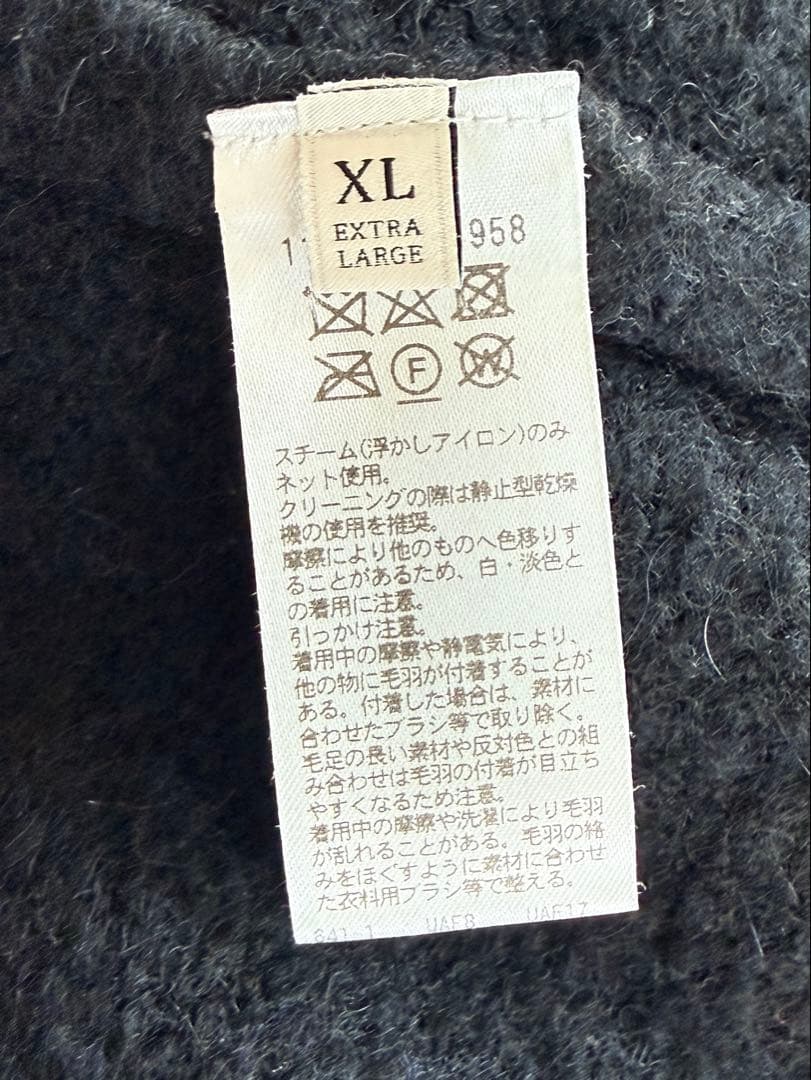 XL
EXTRA
LARGE
958
F
W
スチーム(浮かしアイロン)のみ
ネット使用。
クリーニングの際は静止型乾燥
機の使用を推奨。
摩擦により他のものへ色移りす
ることがあるため、白・淡色と
の着用に注意。
引っかけ注意。
着用中の摩擦や静電気により、
他の物に毛羽が付着することが
ある。付着した場合は、素材に
合わせたブラシ等で取り除く。
毛足の長い素材や反対色との組
み合わせは毛羽の付着が目立ち
やすくなるため注意。
着用中の摩擦や洗濯により毛羽
が乱れることがある。毛羽の絡
みをほぐすように素材に合わせ
た衣料用ブラシ等で整える。
UAF8 UAF17